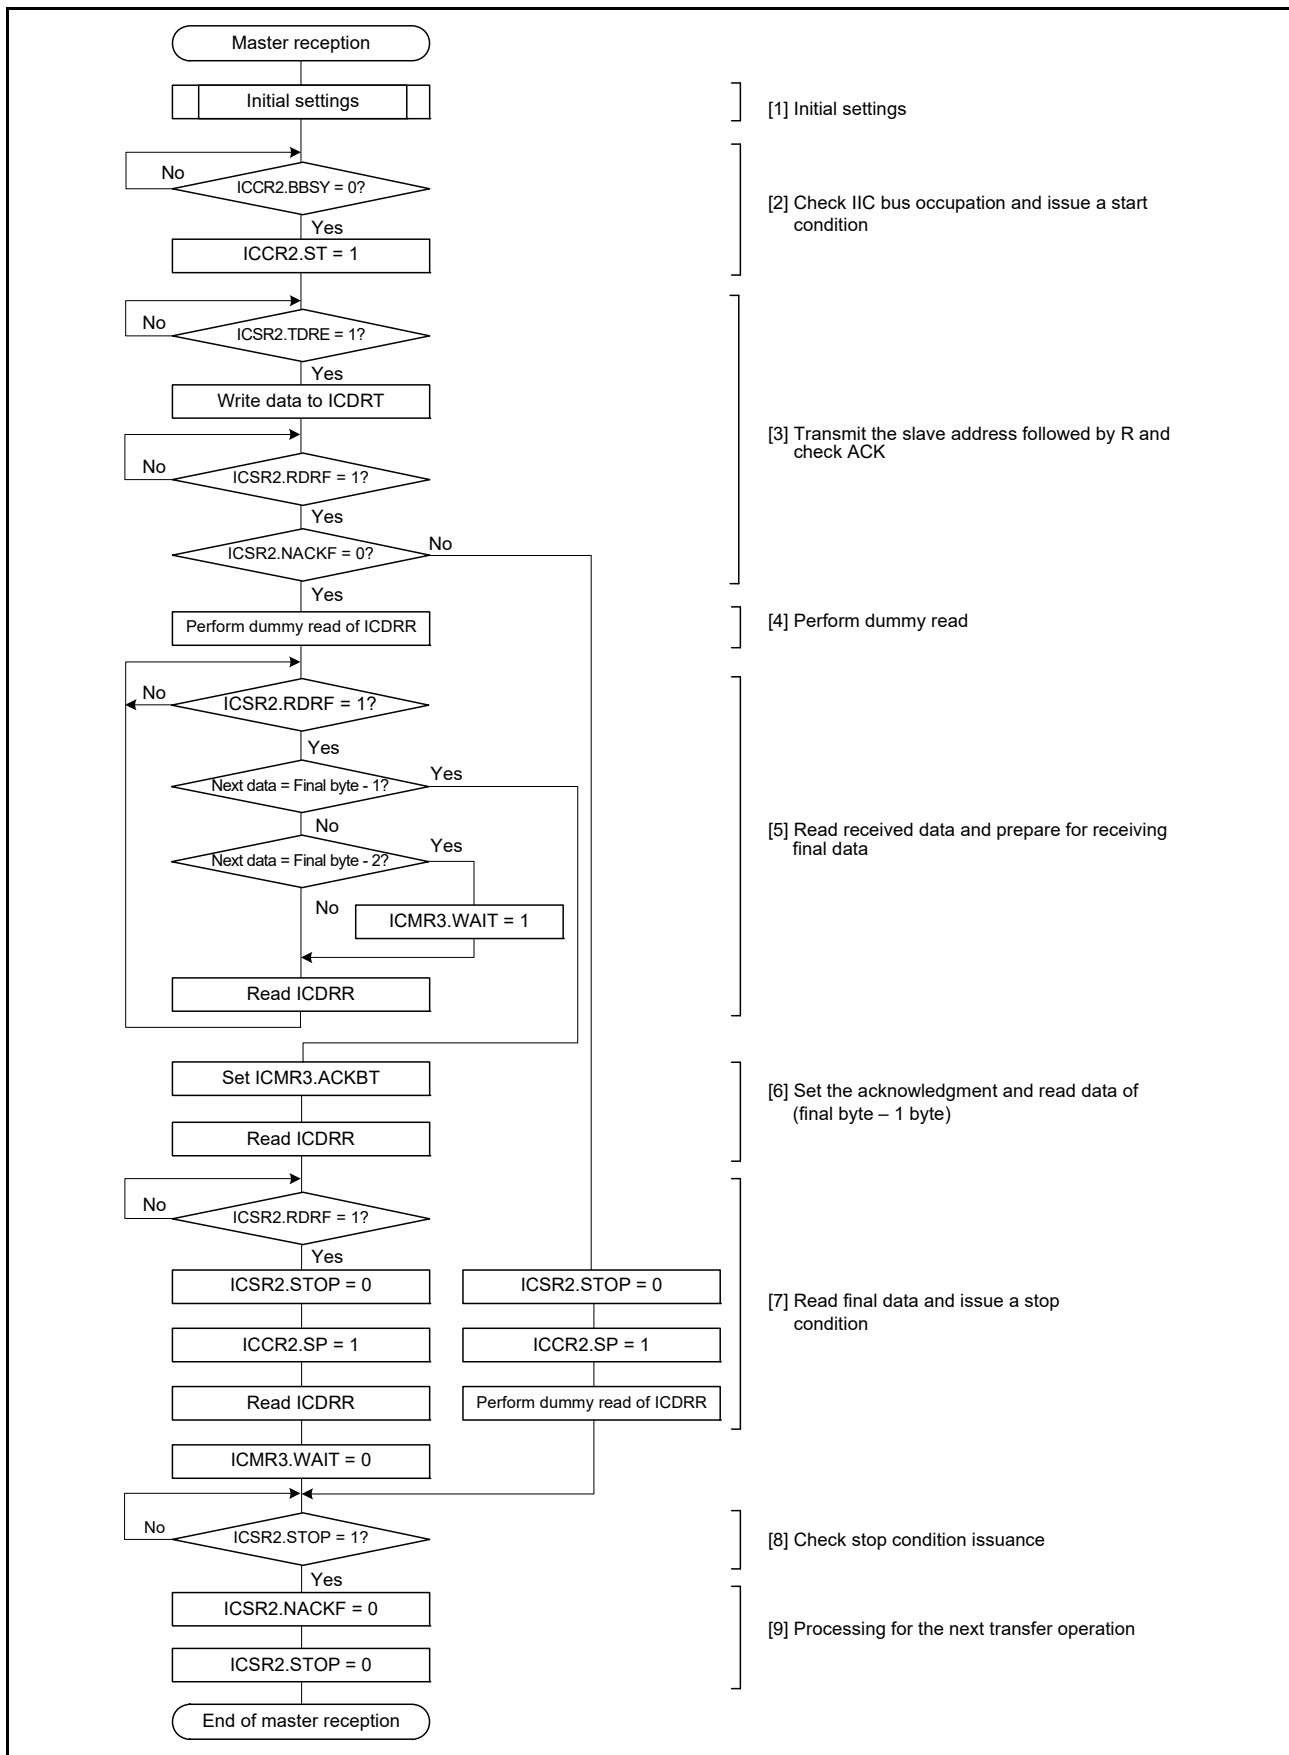 Master reception
Initial settings
[1] Initial settings
No
ICCR2.BBSY = 0?
[2] Check IIC bus occupation and issue a start
condition
Yes
ICCR2.ST = 1
No
ICSR2.TDRE = 1?
Yes
Write data to ICDRT
[3] Transmit the slave address followed by R and
check ACK
No
ICSR2.RDRF = 1?
Yes
ICSR2.NACKF = 0?
No
Yes
Perform dummy read of ICDRR
[4] Perform dummy read
No
ICSR2.RDRF = 1?
Yes
Next data = Final byte - 1?
Yes
No
[5] Read received data and prepare for receiving
final data
Next data = Final byte - 2?
Yes
No
ICMR3.WAIT = 1
Read ICDRR
Set ICMR3.ACKBT
[6] Set the acknowledgment and read data of
(final byte – 1 byte)
Read ICDRR
No
ICSR2.RDRF = 1?
Yes
ICSR2.STOP = 0
ICSR2.STOP = 0
[7] Read final data and issue a stop
condition
ICCR2.SP = 1
ICCR2.SP = 1
Read ICDRR
Perform dummy read of ICDRR
ICMR3.WAIT = 0
No
ICSR2.STOP = 1?
[8] Check stop condition issuance
Yes
ICSR2.NACKF = 0
[9] Processing for the next transfer operation
ICSR2.STOP = 0
End of master reception